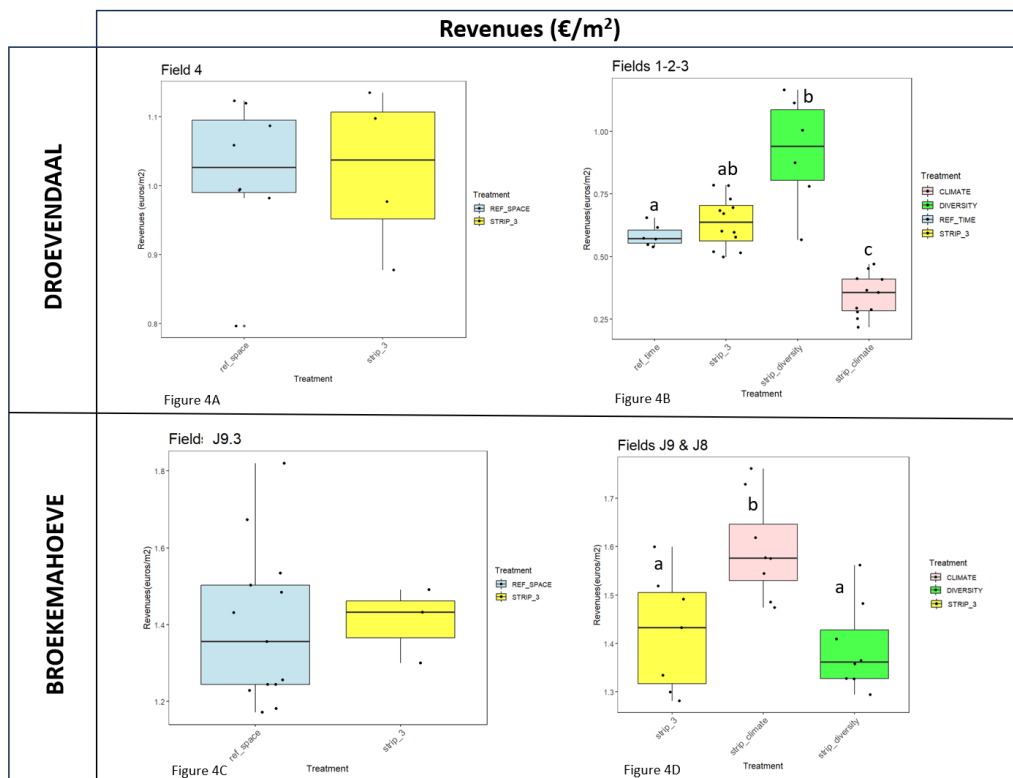 Revenues (€/m²)
DROEVENDAAL
Field 4
Revenues (euros/m2)
1.1
1.0
0.9
0.8
ref_space
strip_3
Treatment
Treatment
REF_SPACE
STRIP_3
Figure 4A
Fields 1-2-3
Revenues(euros/m2)
1.00
0.75
0.50
0.25
a
ab
b
c
ref_time
strip_3
strip_diversity
strip_climate
Treatment
Treatment
CLIMATE
DIVERSITY
REF_TIME
STRIP_3
Figure 4B
BROEKEMAHOEVE
Fields J9.3
Revenues(euros/m2)
1.8
1.6
1.4
1.2
ref_space
strip_3
Treatment
Treatment
REF_SPACE
STRIP_3
Figure 4C
Fields J9 & J8
Revenues(euros/m2)
1.7
1.6
1.5
1.4
1.3
a
b
a
strip_3
strip_climate
strip_diversity
Treatment
Treatment
CLIMATE
DIVERSITY
STRIP_3
Figure 4D